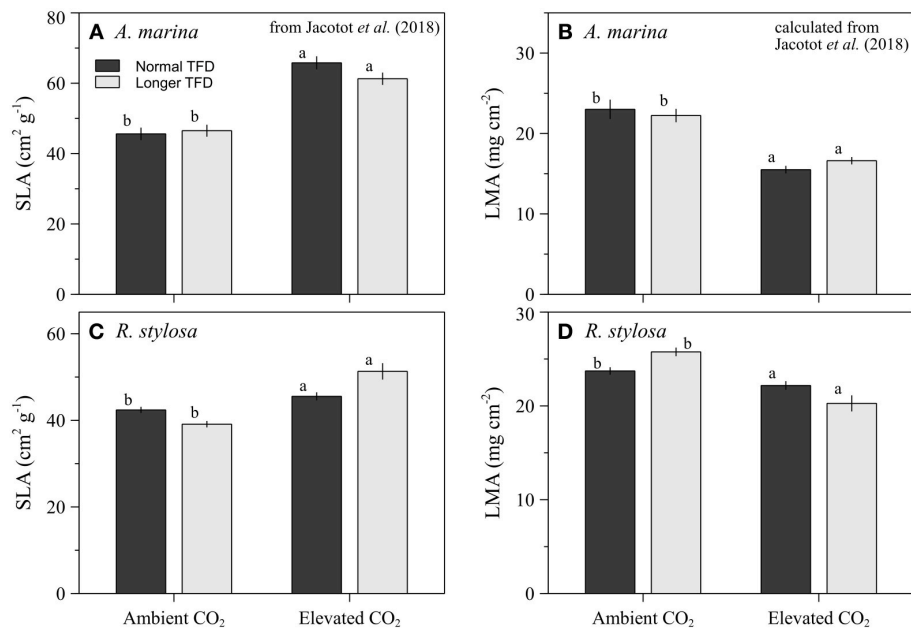 A A. marina from Jacotot et al. (2018)
Normal TFD
Longer TFD
SLA (cm² g⁻¹)
80
60
40
20
0
b
b
a
a
B A. marina calculated from
Jacotot et al. (2018)
LMA (mg cm⁻²)
30
20
10
0
b
b
a
a
C R. stylosa
SLA (cm² g⁻¹)
60
40
20
0
b
b
a
a
Ambient CO₂ Elevated CO₂
D R. stylosa
LMA (mg cm⁻²)
30
20
10
0
b
b
a
a
Ambient CO₂ Elevated CO₂